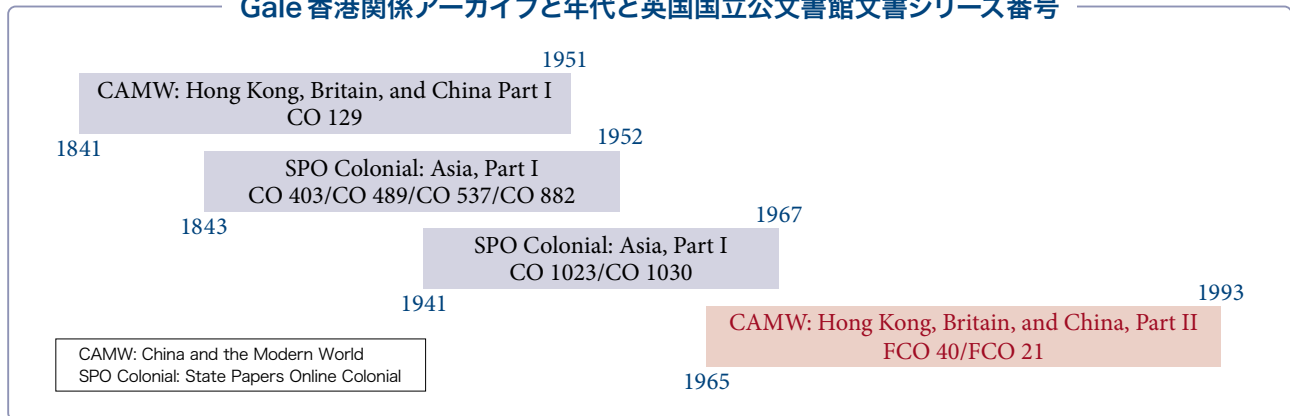 Gale 香港関係アーカイブと年代と英国国立公文書館文書シリーズ番号
1951
CAMW: Hong Kong, Britain, and China Part I
CO 129
1841
1952
SPO Colonial: Asia, Part I
CO 403/CO 489/CO 537/CO 882
1843
1967
SPO Colonial: Asia, Part I
CO 1023/CO 1030
1941
1993
CAMW: Hong Kong, Britain, and China, Part II
FCO 40/FCO 21
1965
CAMW: China and the Modern World
SPO Colonial: State Papers Online Colonial